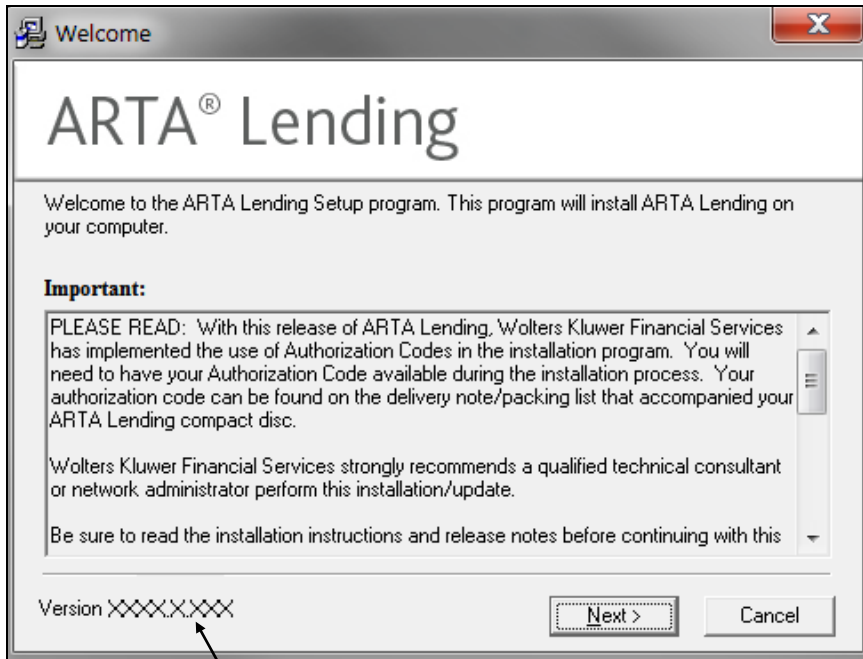 Welcome
X
ARTA® Lending
Welcome to the ARTA Lending Setup program. This program will install ARTA Lending on
your computer.
Important:
PLEASE READ:  With this release of ARTA Lending, Wolters Kluwer Financial Services
has implemented the use of Authorization Codes in the installation program.  You will
need to have your Authorization Code available during the installation process.  Your
authorization code can be found on the delivery note/packing list that accompanied your
ARTA Lending compact disc.
Wolters Kluwer Financial Services strongly recommends a qualified technical consultant
or network administrator perform this installation/update.
Be sure to read the installation instructions and release notes before continuing with this
Version XXXX.X.XXX
Next >
Cancel